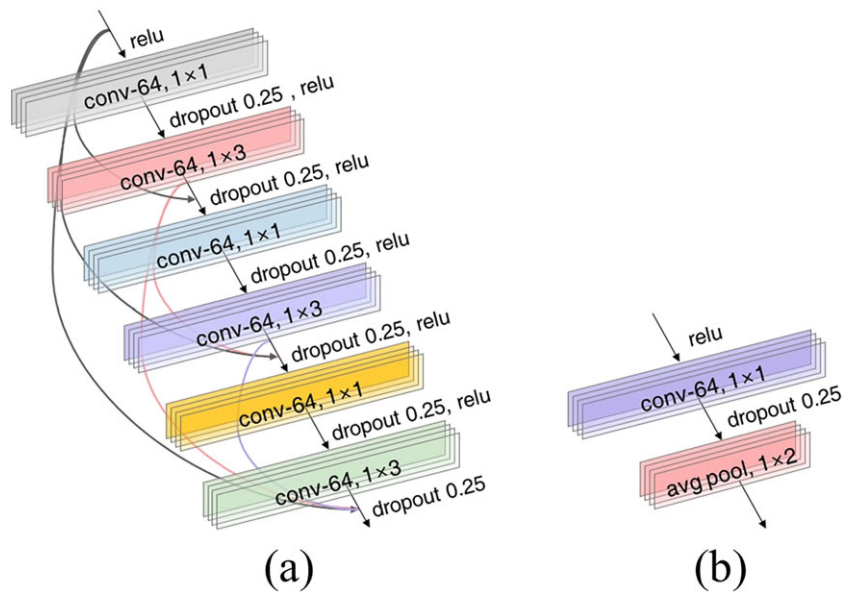 relu
conv-64, 1×1
dropout 0.25 , relu
conv-64, 1×3
dropout 0.25, relu
conv-64, 1×1
dropout 0.25, relu
conv-64, 1×3
dropout 0.25, relu
conv-64, 1×1
dropout 0.25, relu
conv-64, 1×3
dropout 0.25
(a)
relu
conv-64, 1×1
dropout 0.25
avg pool, 1×2
(b)